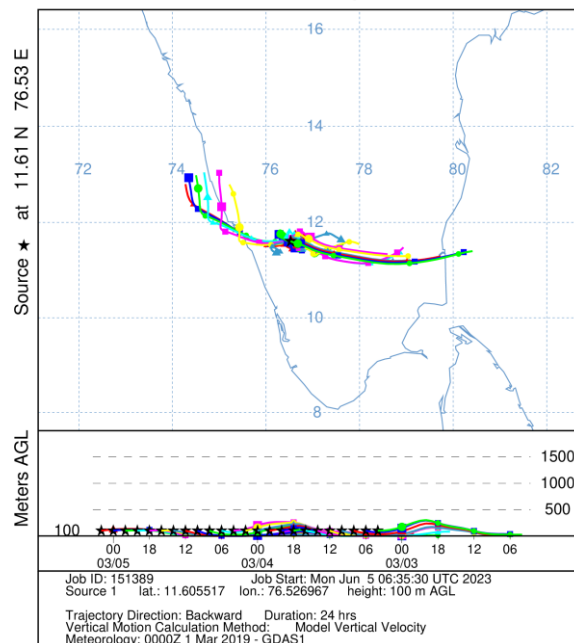 16
14
72 74 76 78 80 82
12
10
8
Source ★ at 11.61 N 76.53 E
Meters AGL
1500
1000
500
100
00 18 12 06 00 18 12 06 00 18 12 06
03/05 03/04 03/03
Job ID: 151389 Job Start: Mon Jun 5 06:35:30 UTC 2023
Source 1 lat.: 11.605517 lon.: 76.526967 height: 100 m AGL
Trajectory Direction: Backward Duration: 24 hrs
Vertical Motion Calculation Method: Model Vertical Velocity
Meteorology: 0000Z 1 Mar 2019 - GDAS1